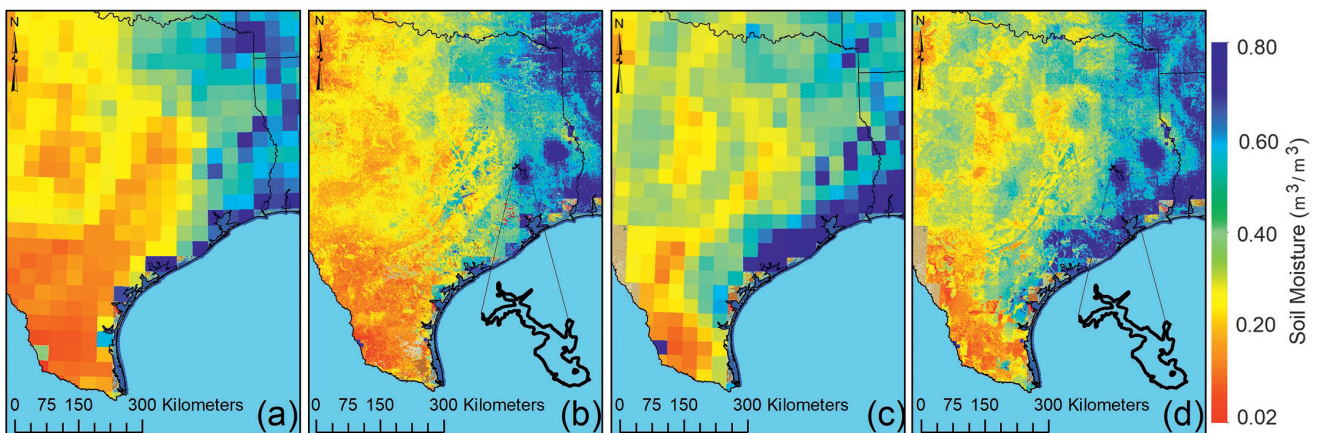 N
N
N
N
0 75 150 300 Kilometers (a)
0 75 150 300 Kilometers (b)
0 75 150 300 Kilometers (c)
0 75 150 300 Kilometers (d)
0.80
0.60
0.40
0.20
0.02
Soil Moisture (m³/m³)